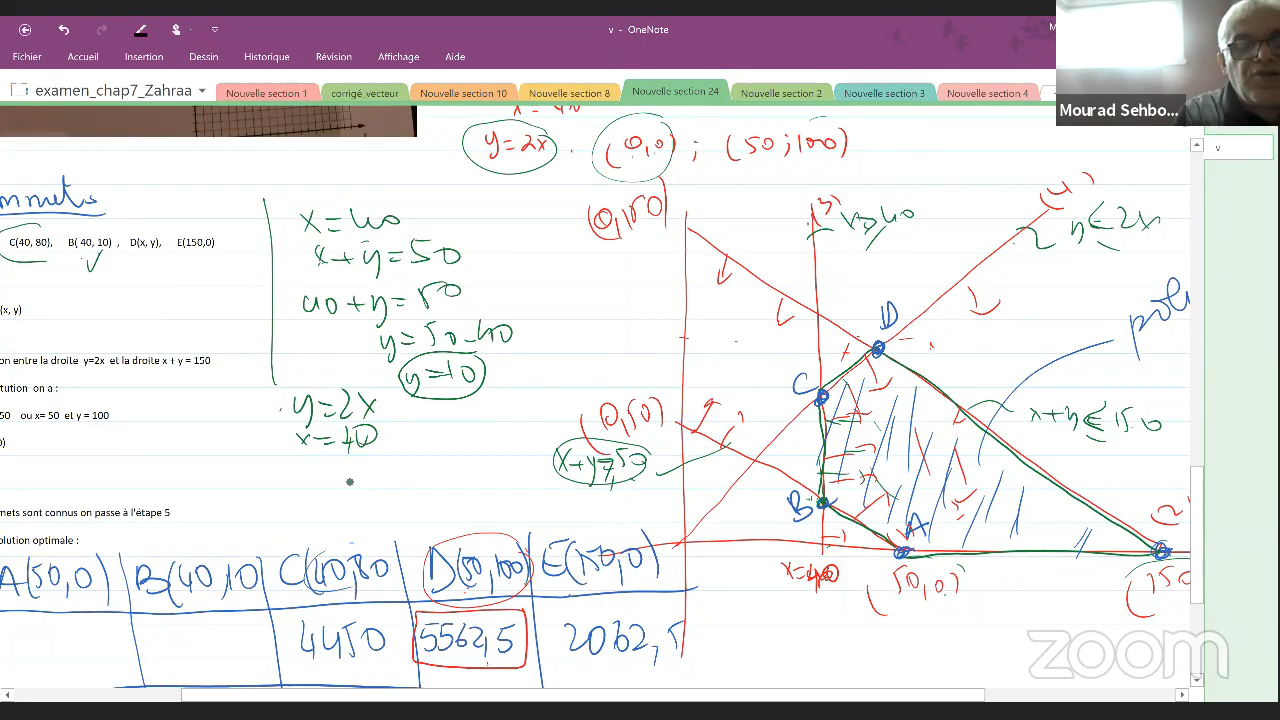 v - OneNote
Fichier Accueil Insertion Dessin Historique Révision Affichage Aide
examen_chap7_Zahraa
Nouvelle section 1 corrigé_vecteur Nouvelle section 10 Nouvelle section 8 Nouvelle section 24 Nouvelle section 2 Nouvelle section 3 Nouvelle section 4
Mourad Sehbo...
v
y=2x . (0,0) ; (50;100)
mmets
C(40, 80), B( 40, 10) , D(x, y), E(150,0)
(x, y)
on entre la droite y=2x et la droite x + y = 150
tution on a :
50 ou x= 50 et y = 100
mets sont connus on passe à l'étape 5
olution optimale :
x=40
x+y=50
40+y=50
y=50-40
y=10
y=2x
x=40
(0,150)
x≥40
y≤2x
D
C
(0,50)
x+y≥50
x+y≤150
B
A
x=40
(50,0)
(150
A(50,0) B(40,10) C(40,80) D(50,100) E(150,0)
4450 5562,5 2062,5
zoom